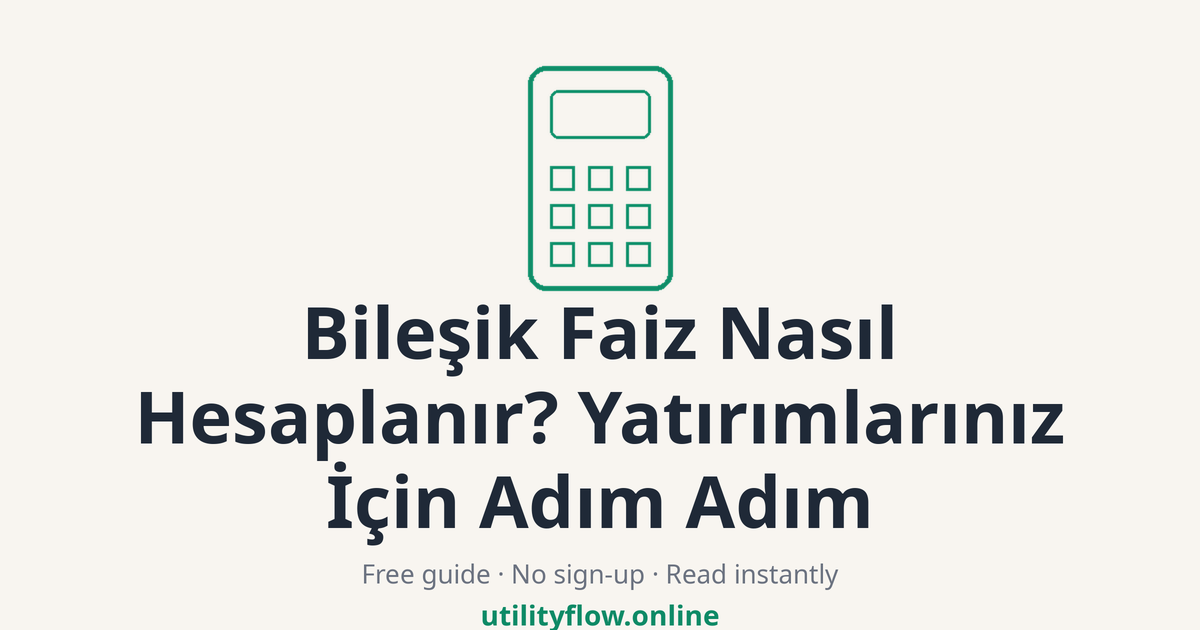 Bileşik Faiz Nasıl
Hesaplanır? Yatırımlarınız
İçin Adım Adım
Free guide · No sign-up · Read instantly
utilityflow.online